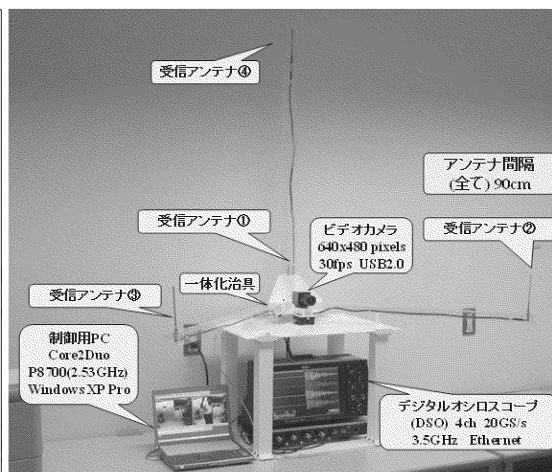 受信アンテナ④
アンテナ間隔
(全て) 90cm
受信アンテナ①
ビデオカメラ
640x480 pixels
30fps USB2.0
受信アンテナ②
一体化治具
受信アンテナ③
制御用PC
Core2Duo
P8700(2.53GHz)
Windows XP Pro
デジタルオシロスコープ
(DSO) 4ch 20GS/s
3.5GHz Ethernet